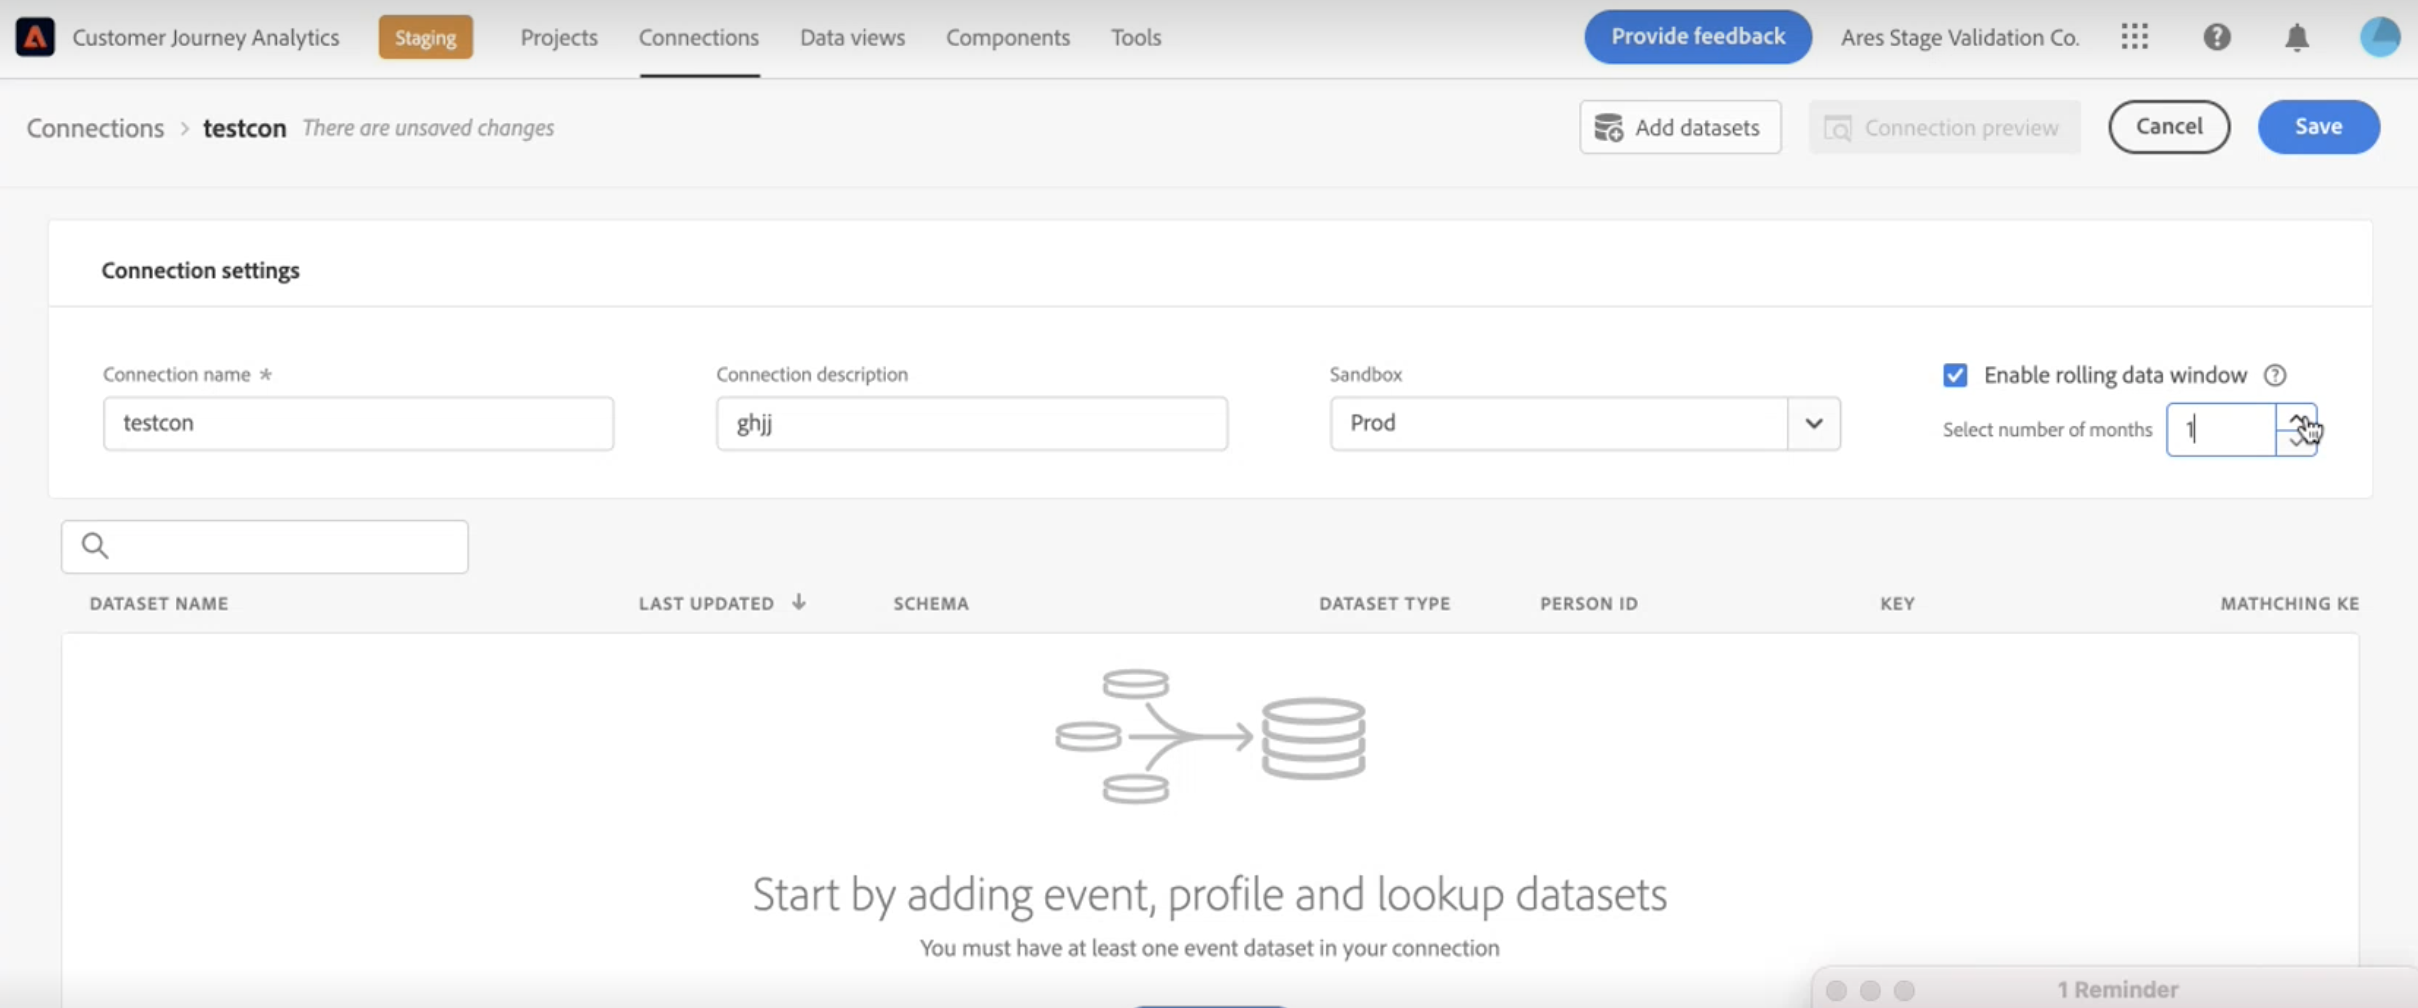 Customer Journey Analytics Staging Projects Connections Data views Components Tools Provide feedback Ares Stage Validation Co.
Connections > testcon There are unsaved changes Add datasets Connection preview Cancel Save
Connection settings
Connection name * Connection description Sandbox Enable rolling data window
testcon ghjj Prod Select number of months 1
DATASET NAME LAST UPDATED SCHEMA DATASET TYPE PERSON ID KEY MATHCHING KE
Start by adding event, profile and lookup datasets
You must have at least one event dataset in your connection
1 Reminder